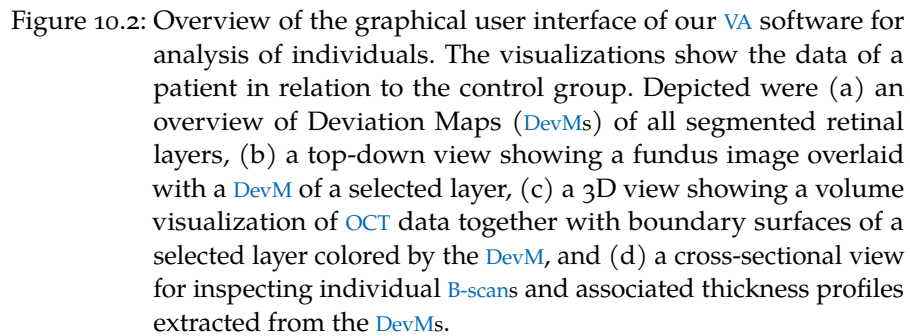 Figure 10.2: Overview of the graphical user interface of our VA software for
analysis of individuals. The visualizations show the data of a
patient in relation to the control group. Depicted were (a) an
overview of Deviation Maps (DevMs) of all segmented retinal
layers, (b) a top-down view showing a fundus image overlaid
with a DevM of a selected layer, (c) a 3D view showing a volume
visualization of OCT data together with boundary surfaces of a
selected layer colored by the DevM, and (d) a cross-sectional view
for inspecting individual B-scans and associated thickness profiles
extracted from the DevMs.